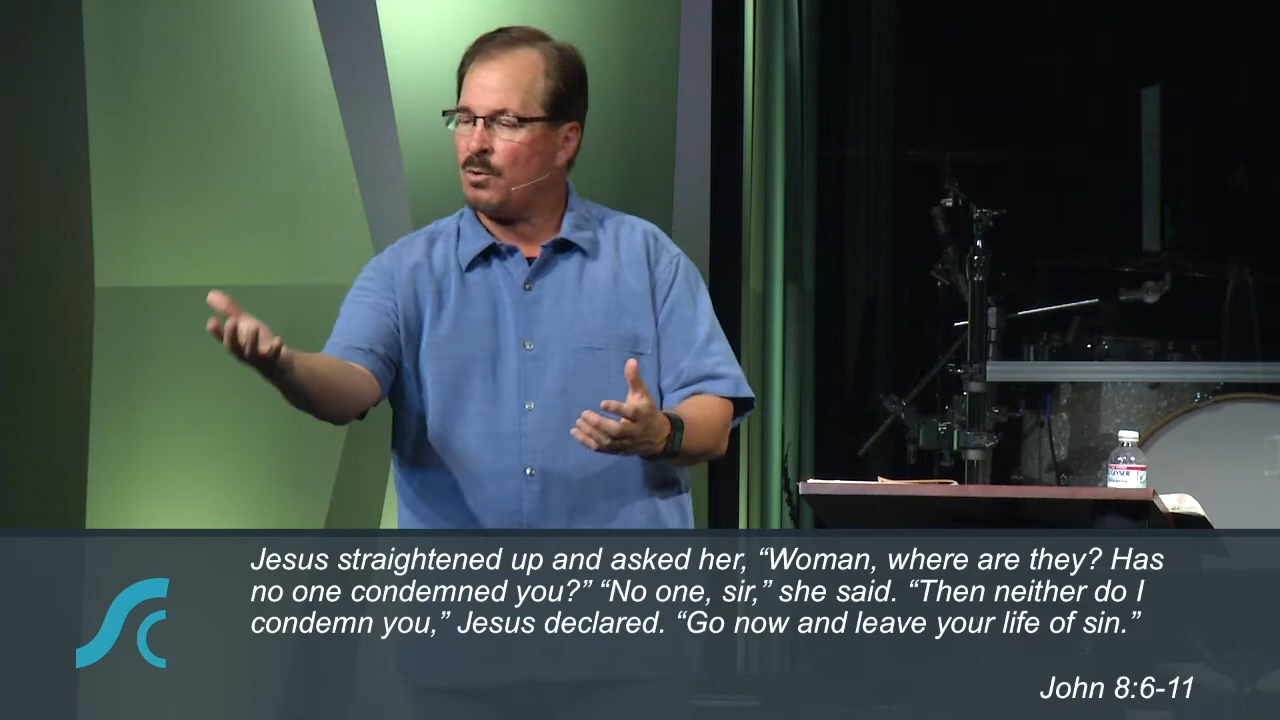 GEYSER
Jesus straightened up and asked her, “Woman, where are they? Has
no one condemned you?” “No one, sir,” she said. “Then neither do I
condemn you,” Jesus declared. “Go now and leave your life of sin.”
John 8:6-11